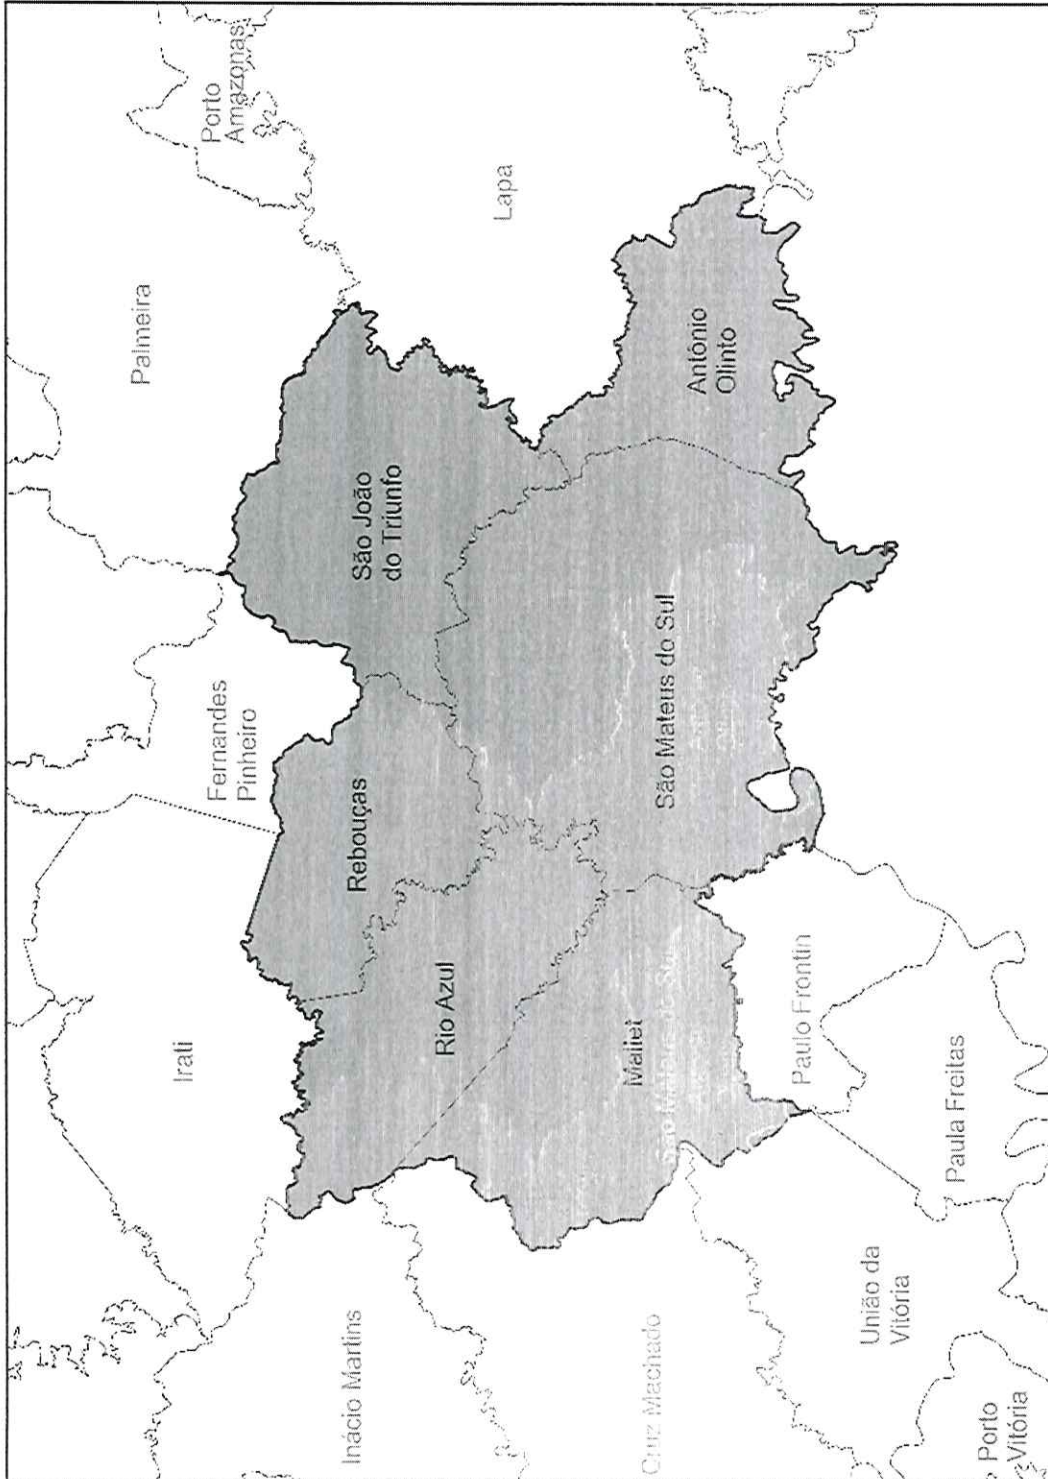 Palmeira
Irati
Porto
Amazonas
Fernandes
Pinheiro
Inácio Martins
Rebouças
São João
do Triunfo
Rio Azul
Lapa
Mallet
Cruz Machado
São Mateus do Sul
Antônio
Olinto
Paulo Frontin
União da
Vitória
Paula Freitas
Porto
Vitória